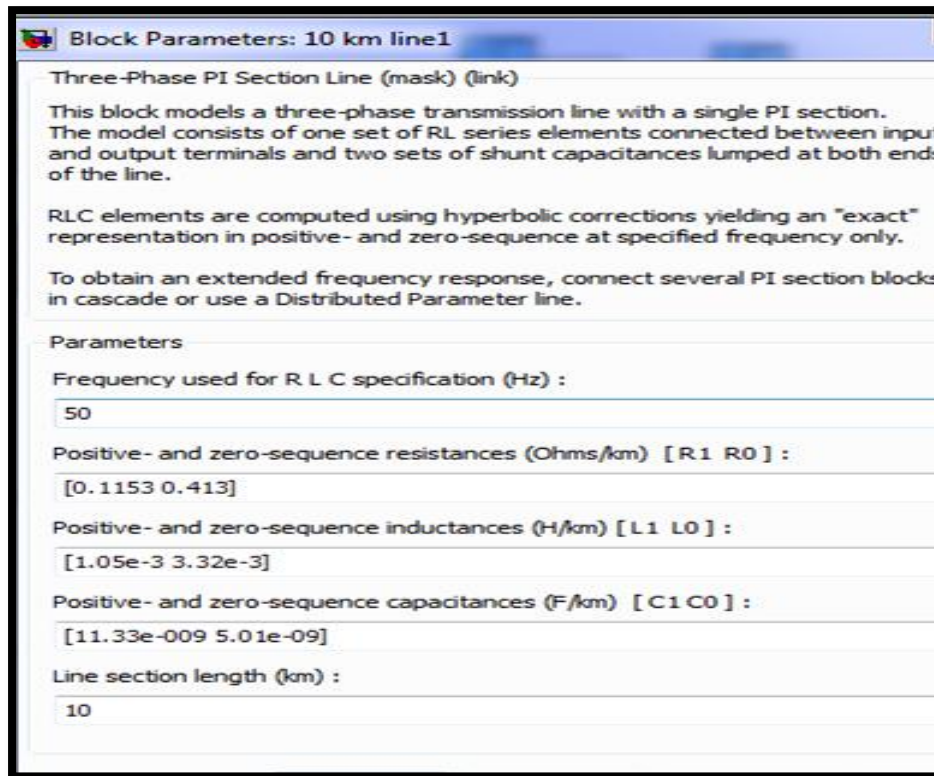 Block Parameters: 10 km line1
Three-Phase PI Section Line (mask) (link)
This block models a three-phase transmission line with a single PI section.
The model consists of one set of RL series elements connected between input
and output terminals and two sets of shunt capacitances lumped at both ends
of the line.
RLC elements are computed using hyperbolic corrections yielding an "exact"
representation in positive- and zero-sequence at specified frequency only.
To obtain an extended frequency response, connect several PI section blocks
in cascade or use a Distributed Parameter line.
Parameters
Frequency used for R L C specification (Hz) :
50
Positive- and zero-sequence resistances (Ohms/km) [ R1 R0 ] :
[0.1153 0.413]
Positive- and zero-sequence inductances (H/km) [ L1 L0 ] :
[1.05e-3 3.32e-3]
Positive- and zero-sequence capacitances (F/km) [ C1 C0 ] :
[11.33e-009 5.01e-09]
Line section length (km) :
10